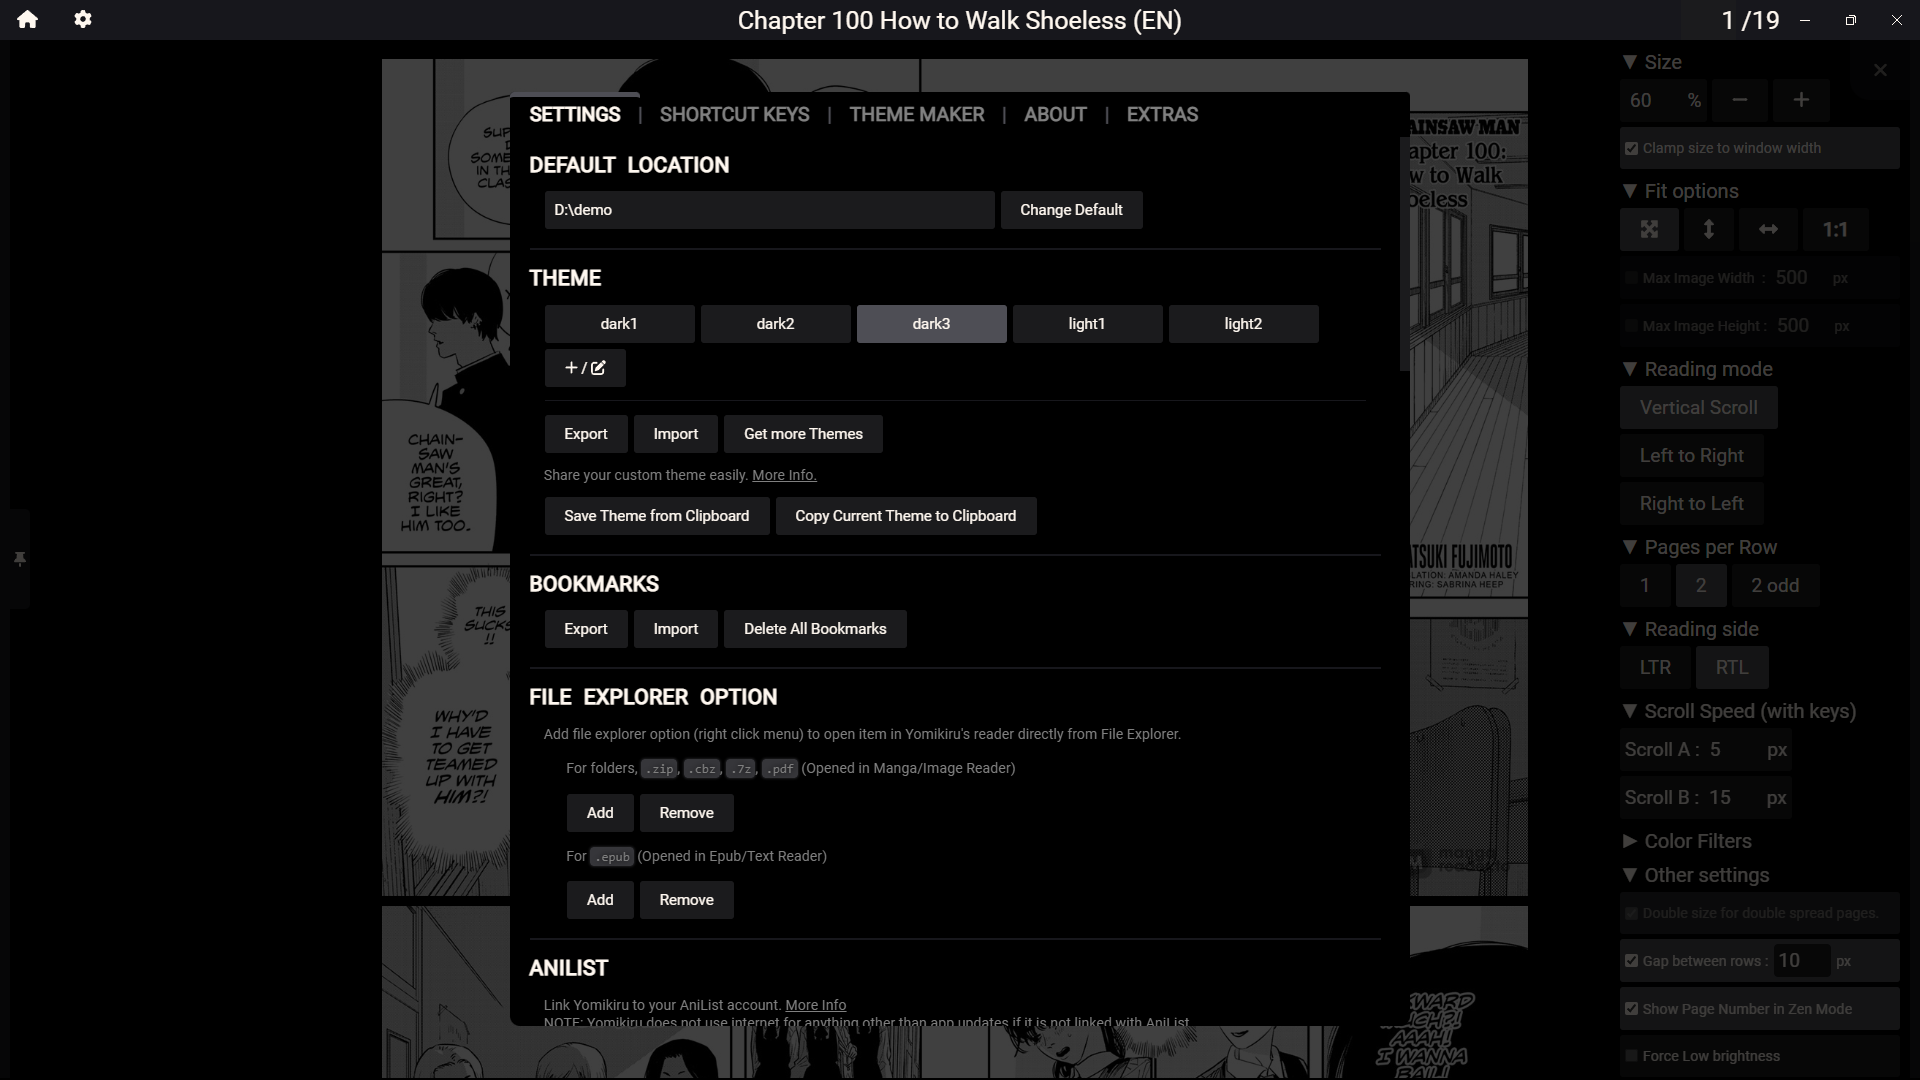 Chapter 100 How to Walk Shoeless (EN)
1 /19
SETTINGS | SHORTCUT KEYS | THEME MAKER | ABOUT | EXTRAS
DEFAULT LOCATION
D:\demo
Change Default
THEME
dark1
dark2
dark3
light1
light2
+ /
Export
Import
Get more Themes
Share your custom theme easily. More Info.
Save Theme from Clipboard
Copy Current Theme to Clipboard
BOOKMARKS
Export
Import
Delete All Bookmarks
FILE EXPLORER OPTION
Add file explorer option (right click menu) to open item in Yomikiru's reader directly from File Explorer.
For folders, .zip, .cbz, .7z, .pdf (Opened in Manga/Image Reader)
Add
Remove
For .epub (Opened in Epub/Text Reader)
Add
Remove
ANILIST
Link Yomikiru to your AniList account. More Info
NOTE: Yomikiru does not use internet for anything other than app updates if it is not linked with AniList
CHAIN-
SAW
MAN'S
GREAT,
RIGHT?
I LIKE
HIM TOO.
THIS
SUCKS
!!
WHY'D
I HAVE
TO GET
TEAMED
UP WITH
HIM?!
AINSAW MAN
apter 100:
w to Walk
oeless
ATSUKI FUJIMOTO
LATION: AMANDA HALEY
RING: SABRINA HEEP
AAAH!
I WANNA
BAIL!
Size
60 %
Clamp size to window width
Fit options
1:1
Max Image Width : 500 px
Max Image Height : 500 px
Reading mode
Vertical Scroll
Left to Right
Right to Left
Pages per Row
1
2
2 odd
Reading side
LTR
RTL
Scroll Speed (with keys)
Scroll A : 5 px
Scroll B : 15 px
Color Filters
Other settings
Double size for double spread pages.
Gap between rows : 10 px
Show Page Number in Zen Mode
Force Low brightness